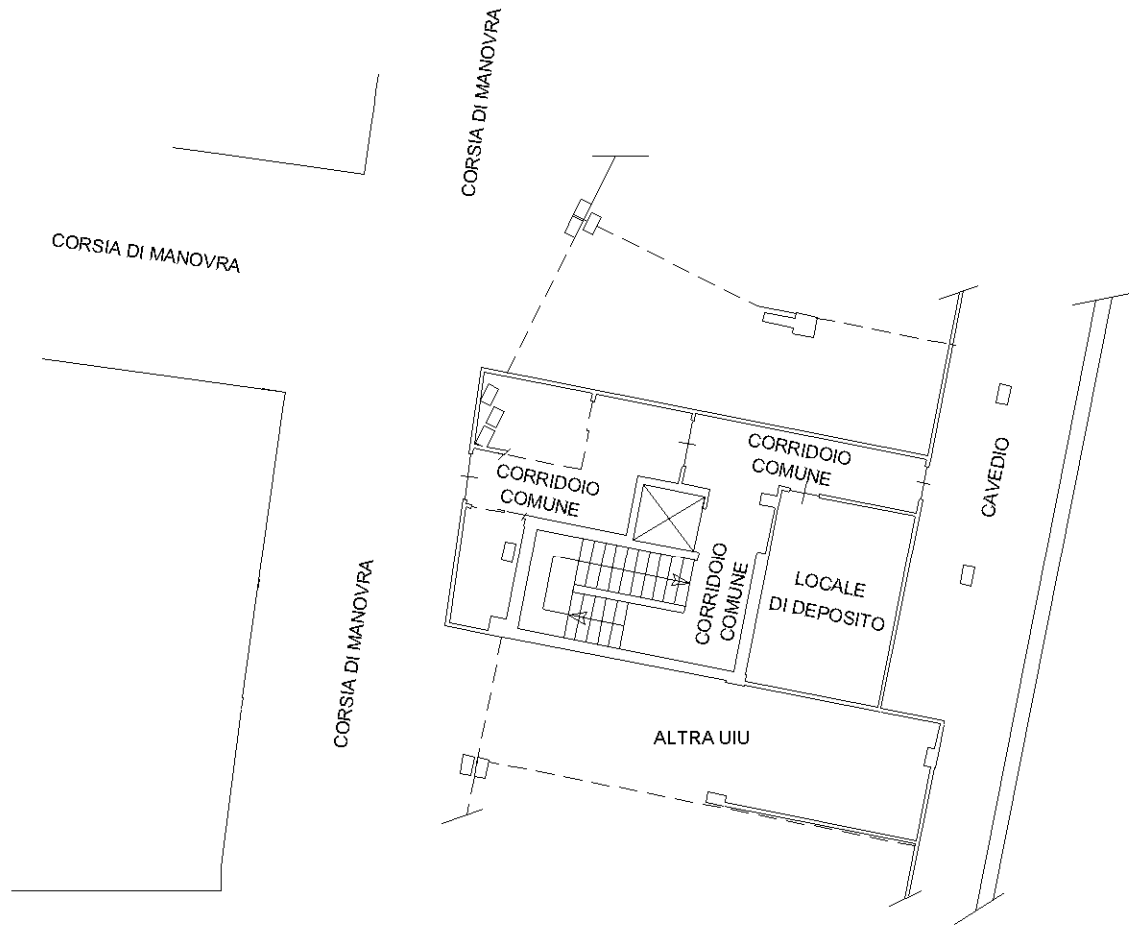 CORSIA DI MANOVRA
CORSIA DI MANOVRA
CORRIDOIO
COMUNE
CORRIDOIO
COMUNE
CAVEDIO
CORRIDOIO
COMUNE
LOCALE
DI DEPOSITO
CORSIA DI MANOVRA
ALTRA UIU